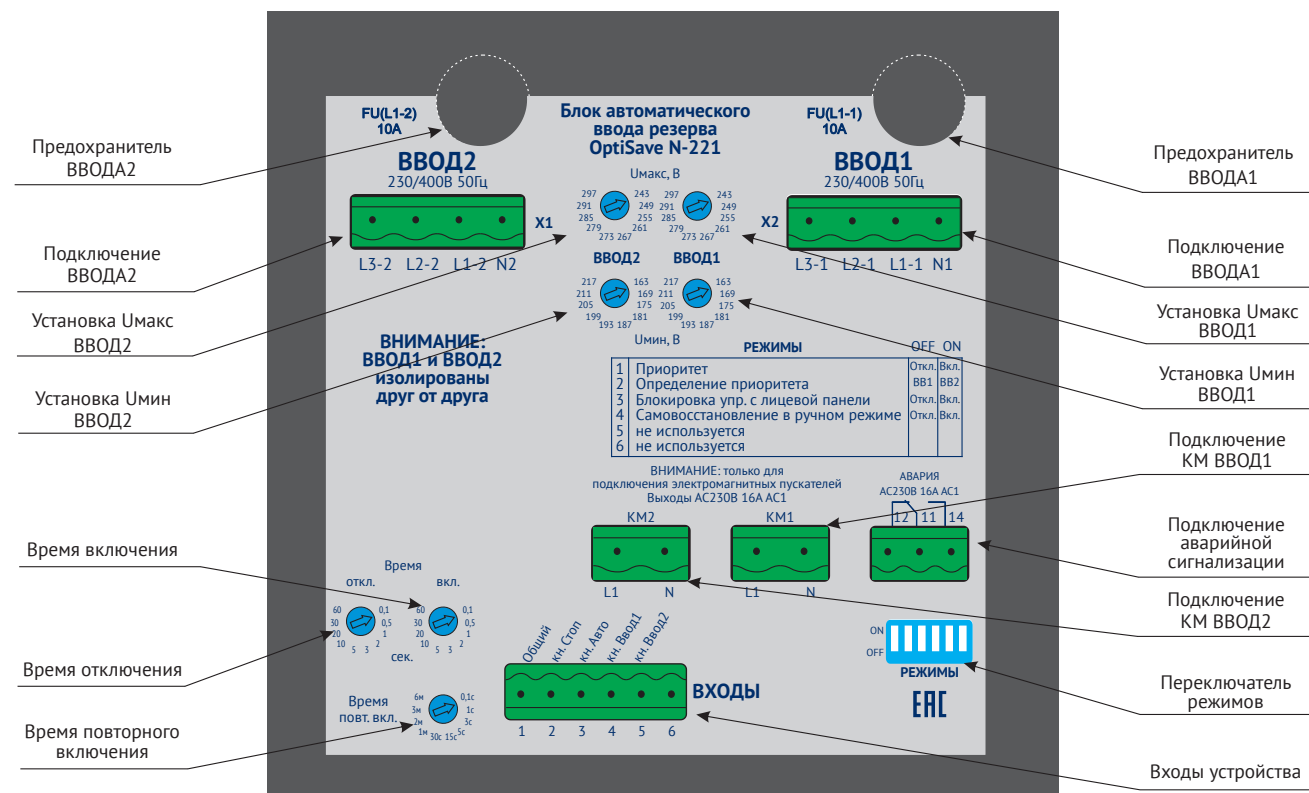 Предохранитель
ВВОДА2
Подключение
ВВОДА2
Установка Uмакс
ВВОД2
Установка Uмин
ВВОД2
Время включения
Время отключения
Время повторного
включения
FU(L1-2)
10А
ВВОД2
230/400В 50Гц
X1
L3-2 L2-2 L1-2 N2
Блок автоматического
ввода резерва
OptiSave N-221
Uмакс, В
297 243 297 243
291 249 291 249
285 255 285 255
279 261 279 261
273 267 273 267
ВВОД2 ВВОД1
217 163 217 163
211 169 211 169
205 175 205 175
199 181 199 181
193 187 193 187
Uмин, В
FU(L1-1)
10А
ВВОД1
230/400В 50Гц
X2
L3-1 L2-1 L1-1 N1
ВНИМАНИЕ:
ВВОД1 и ВВОД2
изолированы
друг от друга
РЕЖИМЫ OFF ON
1 Приоритет Откл. Вкл.
2 Определение приоритета ВВ1 ВВ2
3 Блокировка упр. с лицевой панели Откл. Вкл.
4 Самовосстановление в ручном режиме Откл. Вкл.
5 не используется
6 не используется
ВНИМАНИЕ: только для
подключения электромагнитных пускателей
Выходы АС230В 16А АС1
КМ2 КМ1
L1 N L1 N
АВАРИЯ
АС230В 16А АС1
12 11 14
Время
откл. вкл.
60 0,1 60 0,1
30 0,5 30 0,5
20 1 20 1
10 2 10 2
5 3 5 3
сек.
Время
повт. вкл.
6м 0,1с
3м 1с
2м 3с
1м 5с
30с 15с
Общий
кн. Стоп
кн. Авто
кн. Ввод1
кн. Ввод2
ВХОДЫ
1 2 3 4 5 6
ON
OFF
РЕЖИМЫ
EAC
Предохранитель
ВВОДА1
Подключение
ВВОДА1
Установка Uмакс
ВВОД1
Установка Uмин
ВВОД1
Подключение
КМ ВВОД1
Подключение
аварийной
сигнализации
Подключение
КМ ВВОД2
Переключатель
режимов
Входы устройства